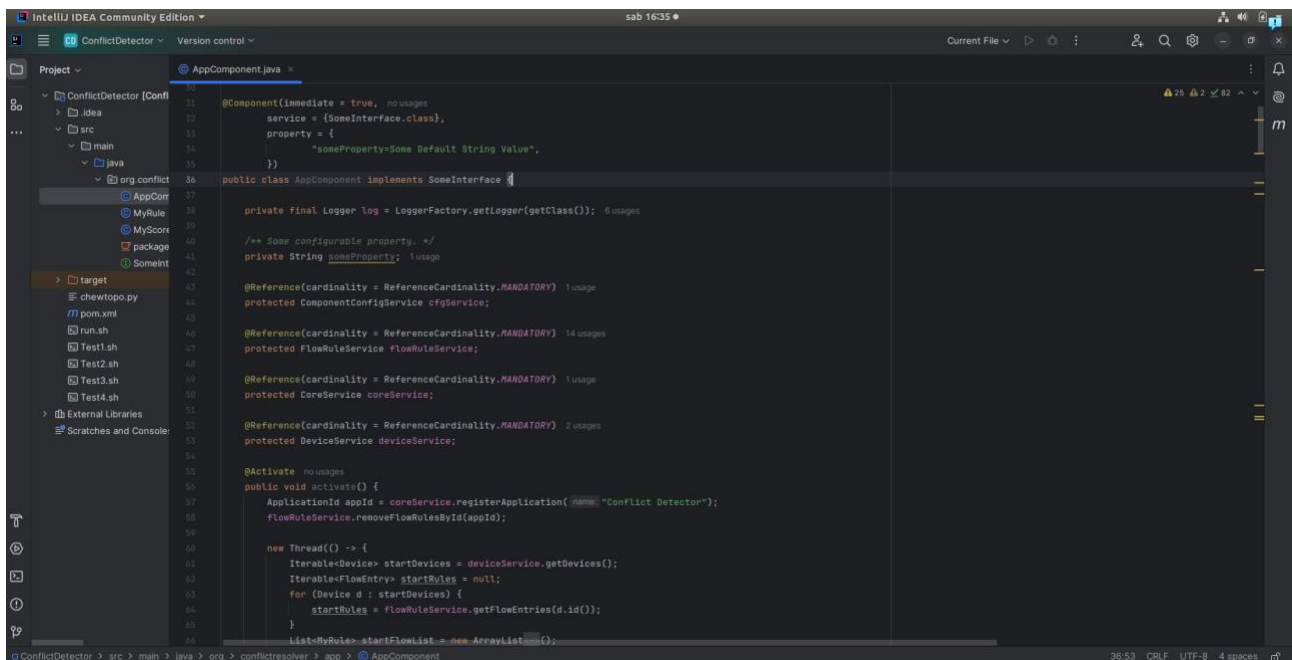 IntelliJ IDEA Community Edition
sab 16:35
CD ConflictDetector
Version control
Current File
Project
AppComponent.java
ConflictDetector [Confl
.idea
src
main
java
org.conflict
AppCom
MyRule
MyScore
package
SomeInt
target
chewtopo.py
pom.xml
run.sh
Test1.sh
Test2.sh
Test3.sh
Test4.sh
External Libraries
Scratches and Consoles
25 2 82
30
31 @Component(immediate = true, no usages
32 service = {SomeInterface.class},
33 property = {
34 "someProperty=Some Default String Value",
35 })
36 public class AppComponent implements SomeInterface {
37
38 private final Logger log = LoggerFactory.getLogger(getClass()); 6 usages
39
40 /** Some configurable property. */
41 private String someProperty; 1 usage
42
43 @Reference(cardinality = ReferenceCardinality.MANDATORY) 1 usage
44 protected ComponentConfigService cfgService;
45
46 @Reference(cardinality = ReferenceCardinality.MANDATORY) 14 usages
47 protected FlowRuleService flowRuleService;
48
49 @Reference(cardinality = ReferenceCardinality.MANDATORY) 1 usage
50 protected CoreService coreService;
51
52 @Reference(cardinality = ReferenceCardinality.MANDATORY) 2 usages
53 protected DeviceService deviceService;
54
55 @Activate no usages
56 public void activate() {
57 ApplicationId appId = coreService.registerApplication( name: "Conflict Detector");
58 flowRuleService.removeFlowRulesById(appId);
59
60 new Thread(() -> {
61 Iterable<Device> startDevices = deviceService.getDevices();
62 Iterable<FlowEntry> startRules = null;
63 for (Device d : startDevices) {
64 startRules = flowRuleService.getFlowEntries(d.id());
65 }
66 List<MyRule> startFlowList = new ArrayList<~>();
ConflictDetector > src > main > java > org > conflictresolver > app > AppComponent
36:53 CRLF UTF-8 4 spaces